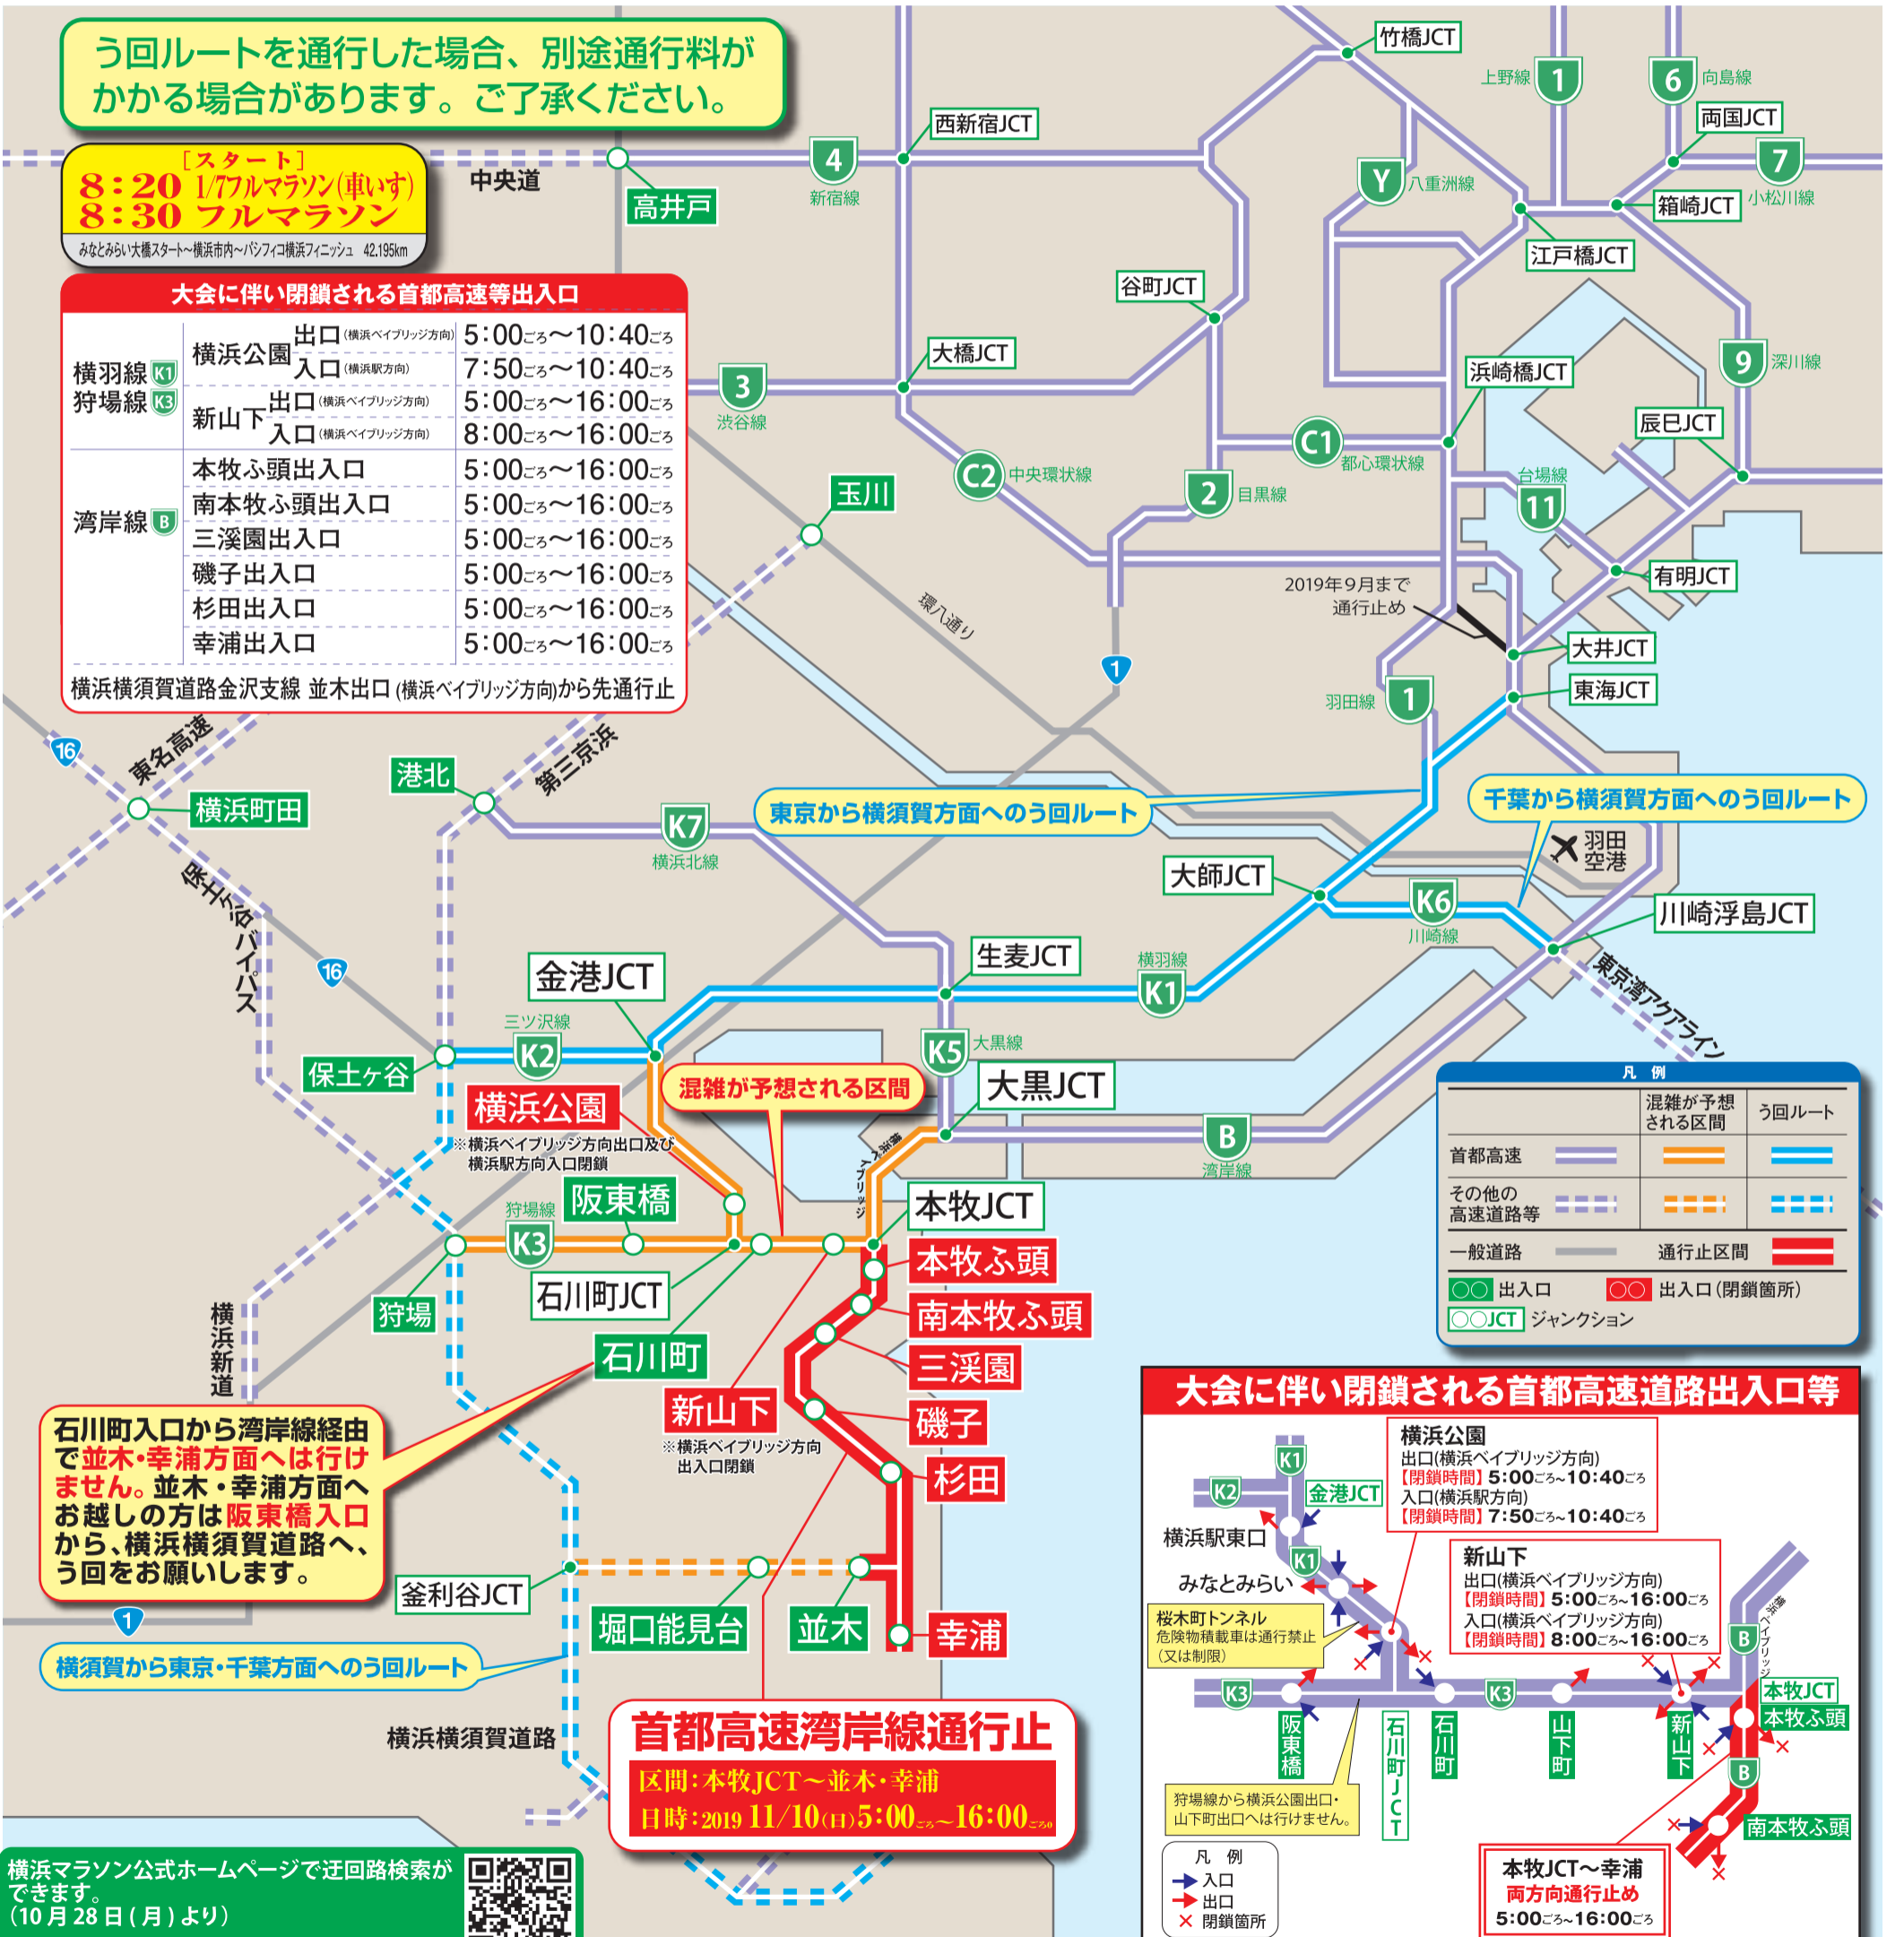 う回ルートを通行した場合、別途通行料が
かかる場合があります。ご了承ください。
［スタート］
8：20 1/7フルマラソン(車いす)
8：30 フルマラソン
みなとみらい大橋スタート～横浜市内～パシフィコ横浜フィニッシュ 42.195km
大会に伴い閉鎖される首都高速等出入口
横羽線 K1
狩場線 K3
横浜公園
出口(横浜ベイブリッジ方向) 5:00ごろ～10:40ごろ
入口(横浜駅方向) 7:50ごろ～10:40ごろ
新山下
出口(横浜ベイブリッジ方向) 5:00ごろ～16:00ごろ
入口(横浜ベイブリッジ方向) 8:00ごろ～16:00ごろ
湾岸線 B
本牧ふ頭出入口 5:00ごろ～16:00ごろ
南本牧ふ頭出入口 5:00ごろ～16:00ごろ
三溪園出入口 5:00ごろ～16:00ごろ
磯子出入口 5:00ごろ～16:00ごろ
杉田出入口 5:00ごろ～16:00ごろ
幸浦出入口 5:00ごろ～16:00ごろ
横浜横須賀道路金沢支線 並木出口(横浜ベイブリッジ方向)から先通行止
中央道
高井戸
4
新宿線
西新宿JCT
竹橋JCT
上野線
1
6
向島線
両国JCT
7
小松川線
Y
八重洲線
箱崎JCT
江戸橋JCT
谷町JCT
大橋JCT
3
渋谷線
浜崎橋JCT
9
深川線
辰巳JCT
C1
都心環状線
C2
中央環状線
2
目黒線
台場線
11
玉川
有明JCT
2019年9月まで
通行止め
環八通り
大井JCT
1
東海JCT
羽田線
1
16
東名高速
第三京浜
港北
横浜町田
K7
横浜北線
東京から横須賀方面へのう回ルート
千葉から横須賀方面へのう回ルート
羽田
空港
大師JCT
K6
川崎線
川崎浮島JCT
保土ヶ谷バイパス
16
金港JCT
生麦JCT
横羽線
K1
東京湾アクアライン
三ツ沢線
K2
K5
大黒線
保土ヶ谷
混雑が予想される区間
大黒JCT
横浜公園
※横浜ベイブリッジ方向出口及び
横浜駅方向入口閉鎖
横浜ベイブリッジ
B
湾岸線
凡 例
混雑が予想
される区間
う回ルート
首都高速
その他の
高速道路等
一般道路
通行止区間
○○ 出入口
○○ 出入口(閉鎖箇所)
○○JCT ジャンクション
阪東橋
狩場線
K3
本牧JCT
本牧ふ頭
石川町JCT
狩場
南本牧ふ頭
横浜新道
石川町
三溪園
新山下
※横浜ベイブリッジ方向
出入口閉鎖
磯子
杉田
石川町入口から湾岸線経由
で並木・幸浦方面へは行け
ません。並木・幸浦方面へ
お越しの方は阪東橋入口
から、横浜横須賀道路へ、
う回をお願いします。
釜利谷JCT
堀口能見台
並木
幸浦
1
横須賀から東京・千葉方面へのう回ルート
横浜横須賀道路
首都高速湾岸線通行止
区間：本牧JCT～並木・幸浦
日時：2019 11/10(日)5:00ごろ～16:00ごろ。
横浜マラソン公式ホームページで迂回路検索が
できます。
(10月28日(月)より)
大会に伴い閉鎖される首都高速道路出入口等
横浜公園
出口(横浜ベイブリッジ方向)
【閉鎖時間】5:00ごろ~10:40ごろ
入口(横浜駅方向)
【閉鎖時間】7:50ごろ~10:40ごろ
K1
K2
金港JCT
横浜駅東口
K1
みなとみらい
新山下
出口(横浜ベイブリッジ方向)
【閉鎖時間】5:00ごろ~16:00ごろ
入口(横浜ベイブリッジ方向)
【閉鎖時間】8:00ごろ~16:00ごろ
桜木町トンネル
危険物積載車は通行禁止
(又は制限)
横浜ベイブリッジ
B
K3
K3
本牧JCT
本牧ふ頭
阪東橋
石川町JCT
石川町
山下町
新山下
B
狩場線から横浜公園出口・
山下町出口へは行けません。
南本牧ふ頭
凡 例
入口
出口
閉鎖箇所
本牧JCT～幸浦
両方向通行止め
5:00ごろ~16:00ごろ